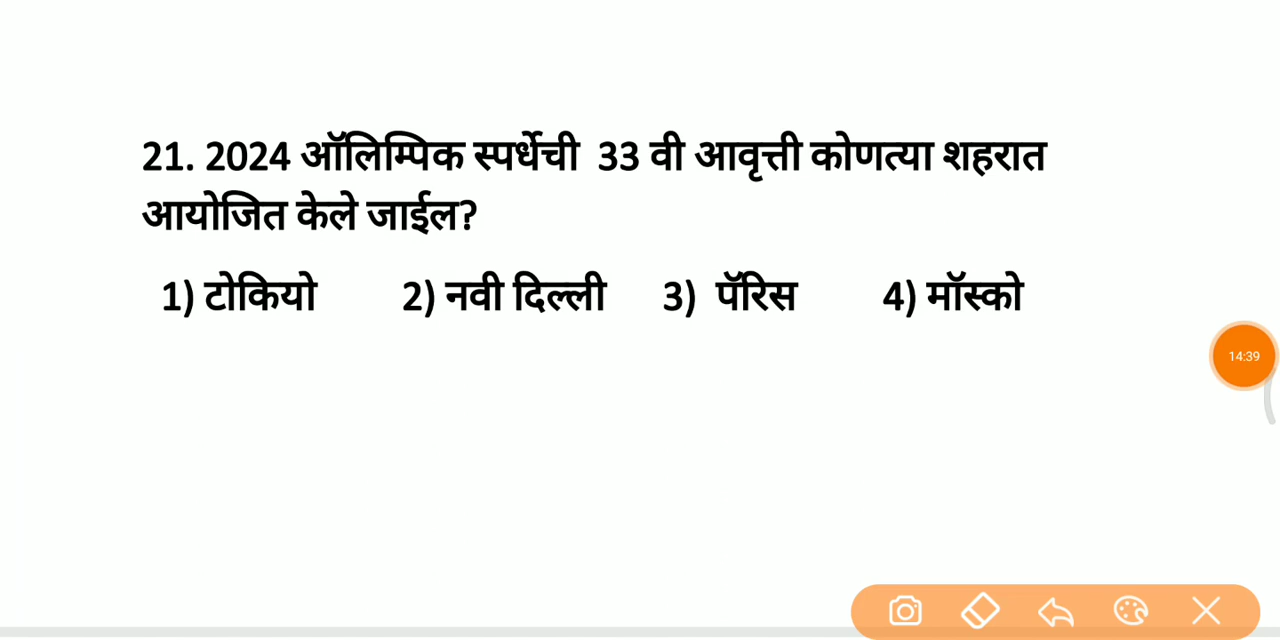 21. 2024 ऑलिम्पिक स्पर्धेची 33 वी आवृत्ती कोणत्या शहरात
आयोजित केले जाईल?
1) टोकियो 2) नवी दिल्ली 3) पॅरिस 4) मॉस्को
14:39